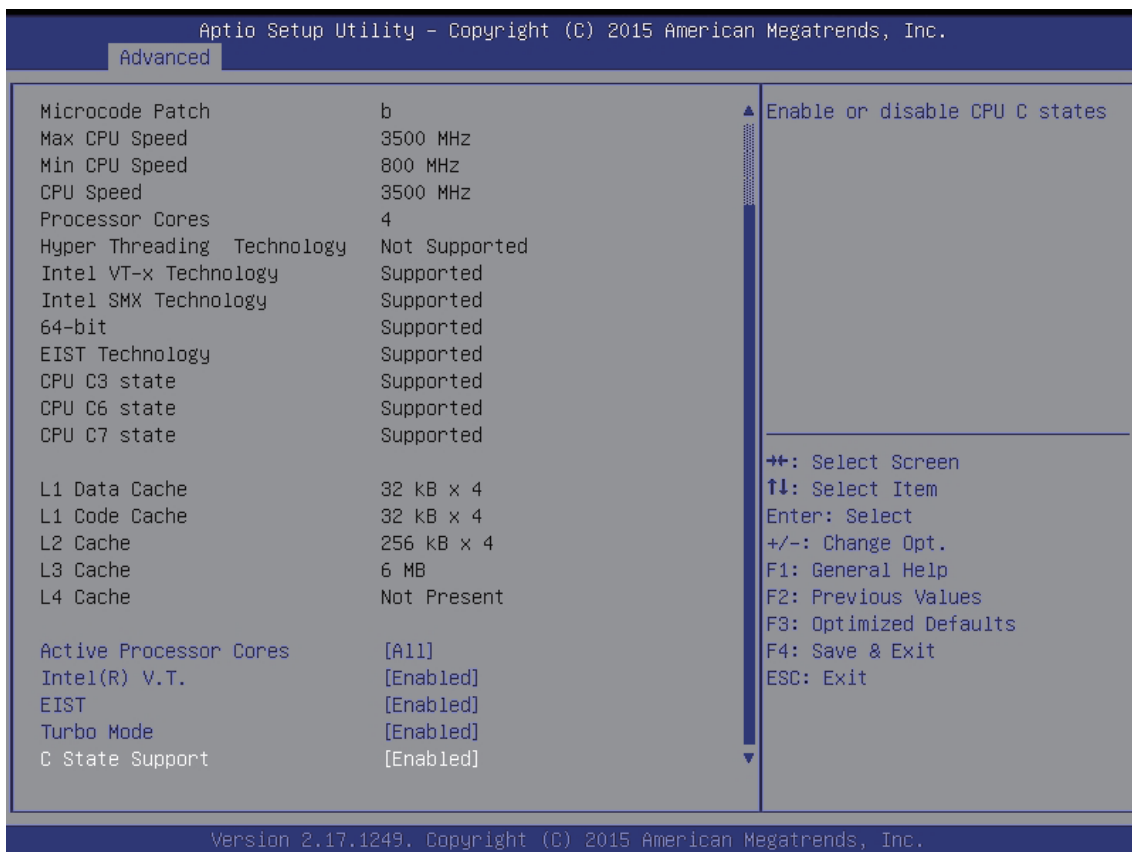 Aptio Setup Utility – Copyright (C) 2015 American Megatrends, Inc.
Advanced
Microcode Patch b
Max CPU Speed 3500 MHz
Min CPU Speed 800 MHz
CPU Speed 3500 MHz
Processor Cores 4
Hyper Threading Technology Not Supported
Intel VT-x Technology Supported
Intel SMX Technology Supported
64-bit Supported
EIST Technology Supported
CPU C3 state Supported
CPU C6 state Supported
CPU C7 state Supported
L1 Data Cache 32 kB x 4
L1 Code Cache 32 kB x 4
L2 Cache 256 kB x 4
L3 Cache 6 MB
L4 Cache Not Present
Active Processor Cores [All]
Intel(R) V.T. [Enabled]
EIST [Enabled]
Turbo Mode [Enabled]
C State Support [Enabled]
Enable or disable CPU C states
→←: Select Screen
↑↓: Select Item
Enter: Select
+/-: Change Opt.
F1: General Help
F2: Previous Values
F3: Optimized Defaults
F4: Save & Exit
ESC: Exit
Version 2.17.1249. Copyright (C) 2015 American Megatrends, Inc.